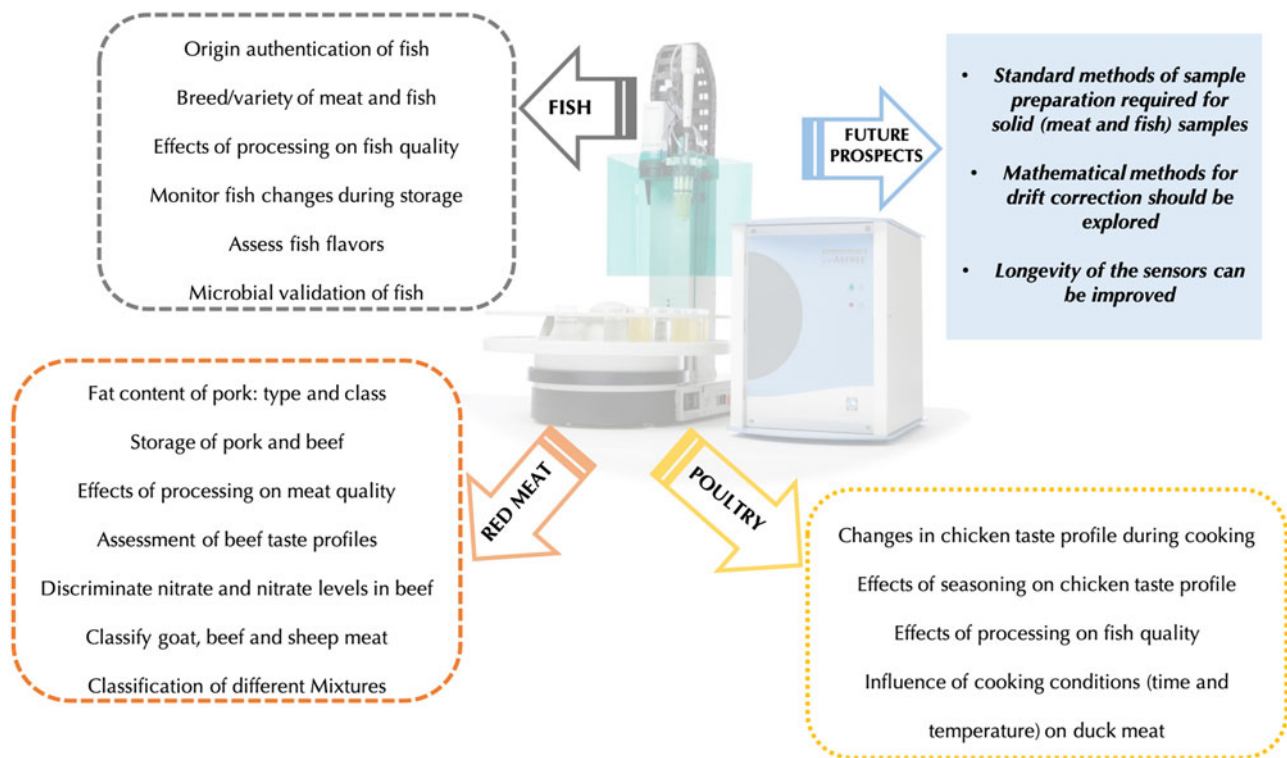 Origin authentication of fish
Breed/variety of meat and fish
Effects of processing on fish quality
Monitor fish changes during storage
Assess fish flavors
Microbial validation of fish
FISH
FUTURE
PROSPECTS
• Standard methods of sample
preparation required for
solid (meat and fish) samples
• Mathematical methods for
drift correction should be
explored
• Longevity of the sensors can
be improved
Fat content of pork: type and class
Storage of pork and beef
Effects of processing on meat quality
Assessment of beef taste profiles
Discriminate nitrate and nitrate levels in beef
Classify goat, beef and sheep meat
Classification of different Mixtures
RED MEAT
POULTRY
Changes in chicken taste profile during cooking
Effects of seasoning on chicken taste profile
Effects of processing on fish quality
Influence of cooking conditions (time and
temperature) on duck meat